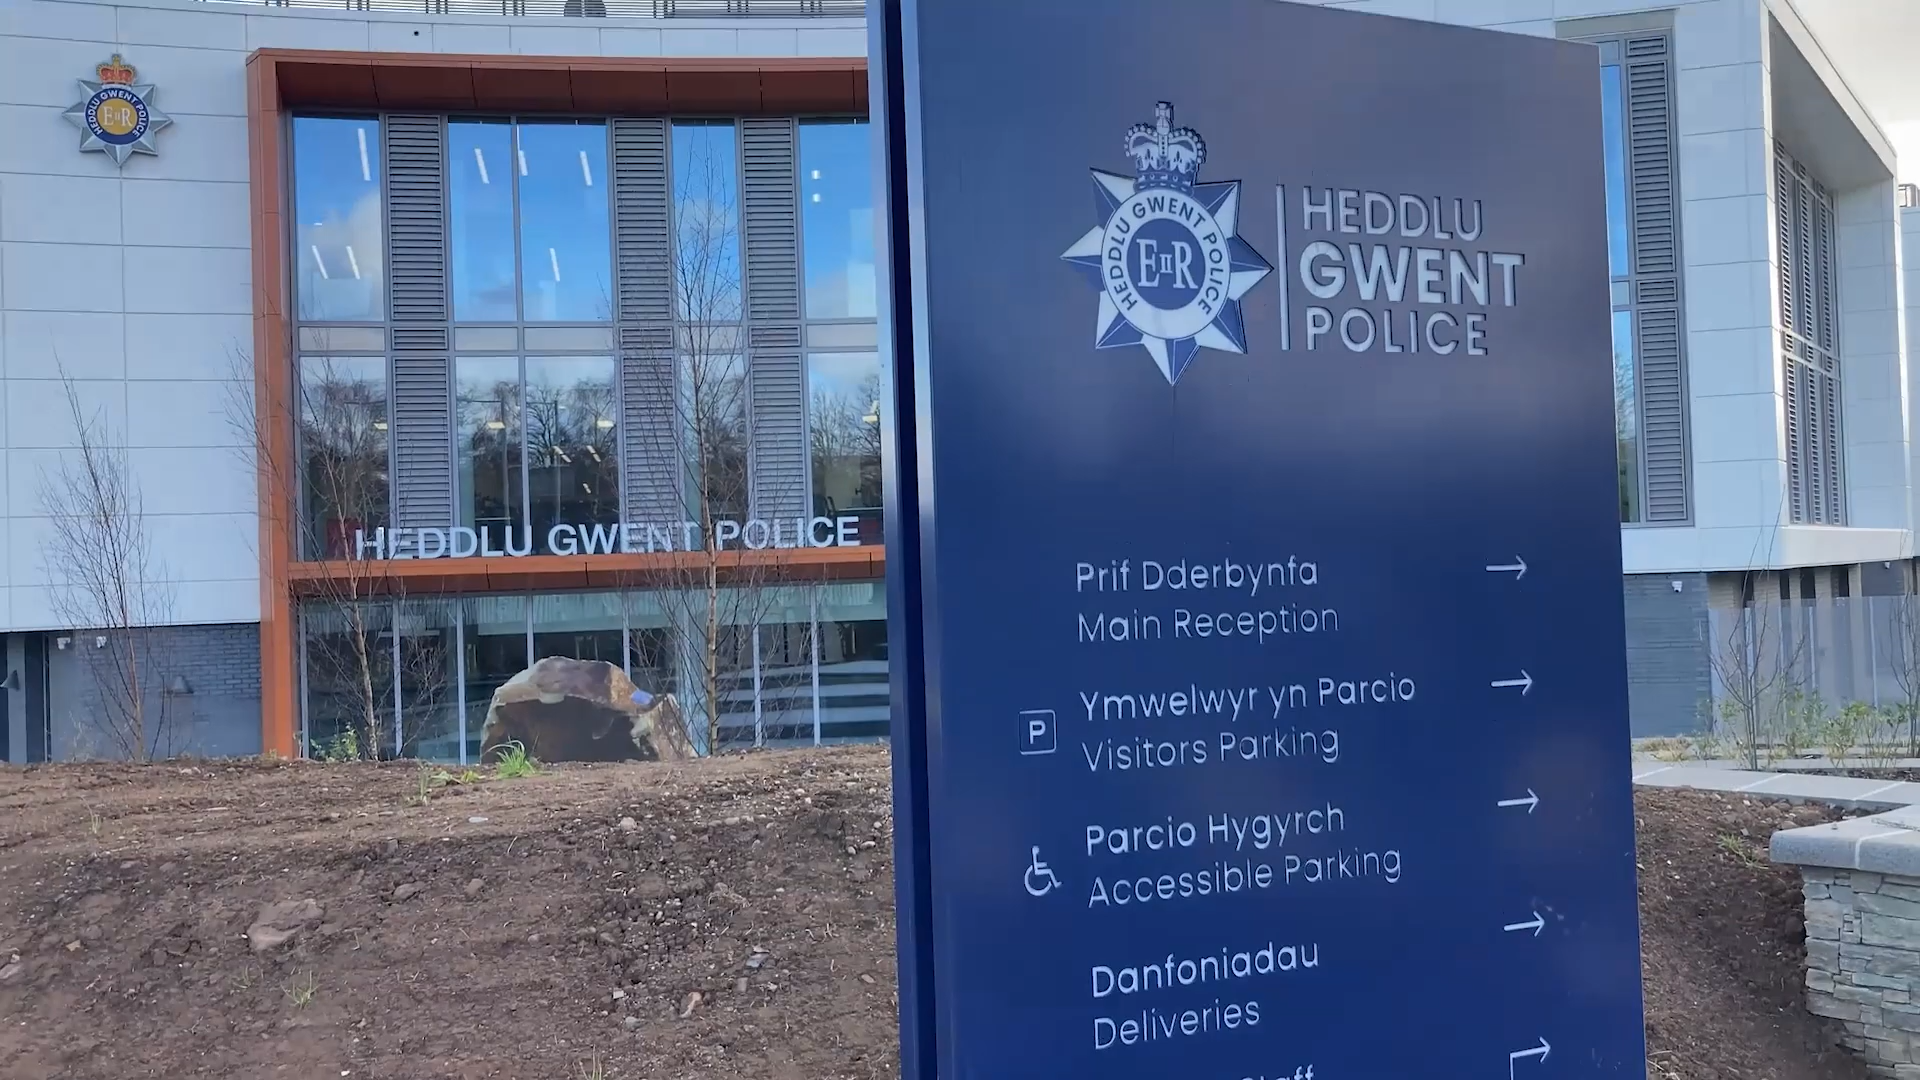 HEDDLU GWENT POLICE
EIIR
HEDDLU GWENT POLICE
HEDDLU GWENT POLICE
EIIR
HEDDLU
GWENT
POLICE
Prif Dderbynfa
Main Reception
P
Ymwelwyr yn Parcio
Visitors Parking
Parcio Hygyrch
Accessible Parking
Danfoniadau
Deliveries
Staff